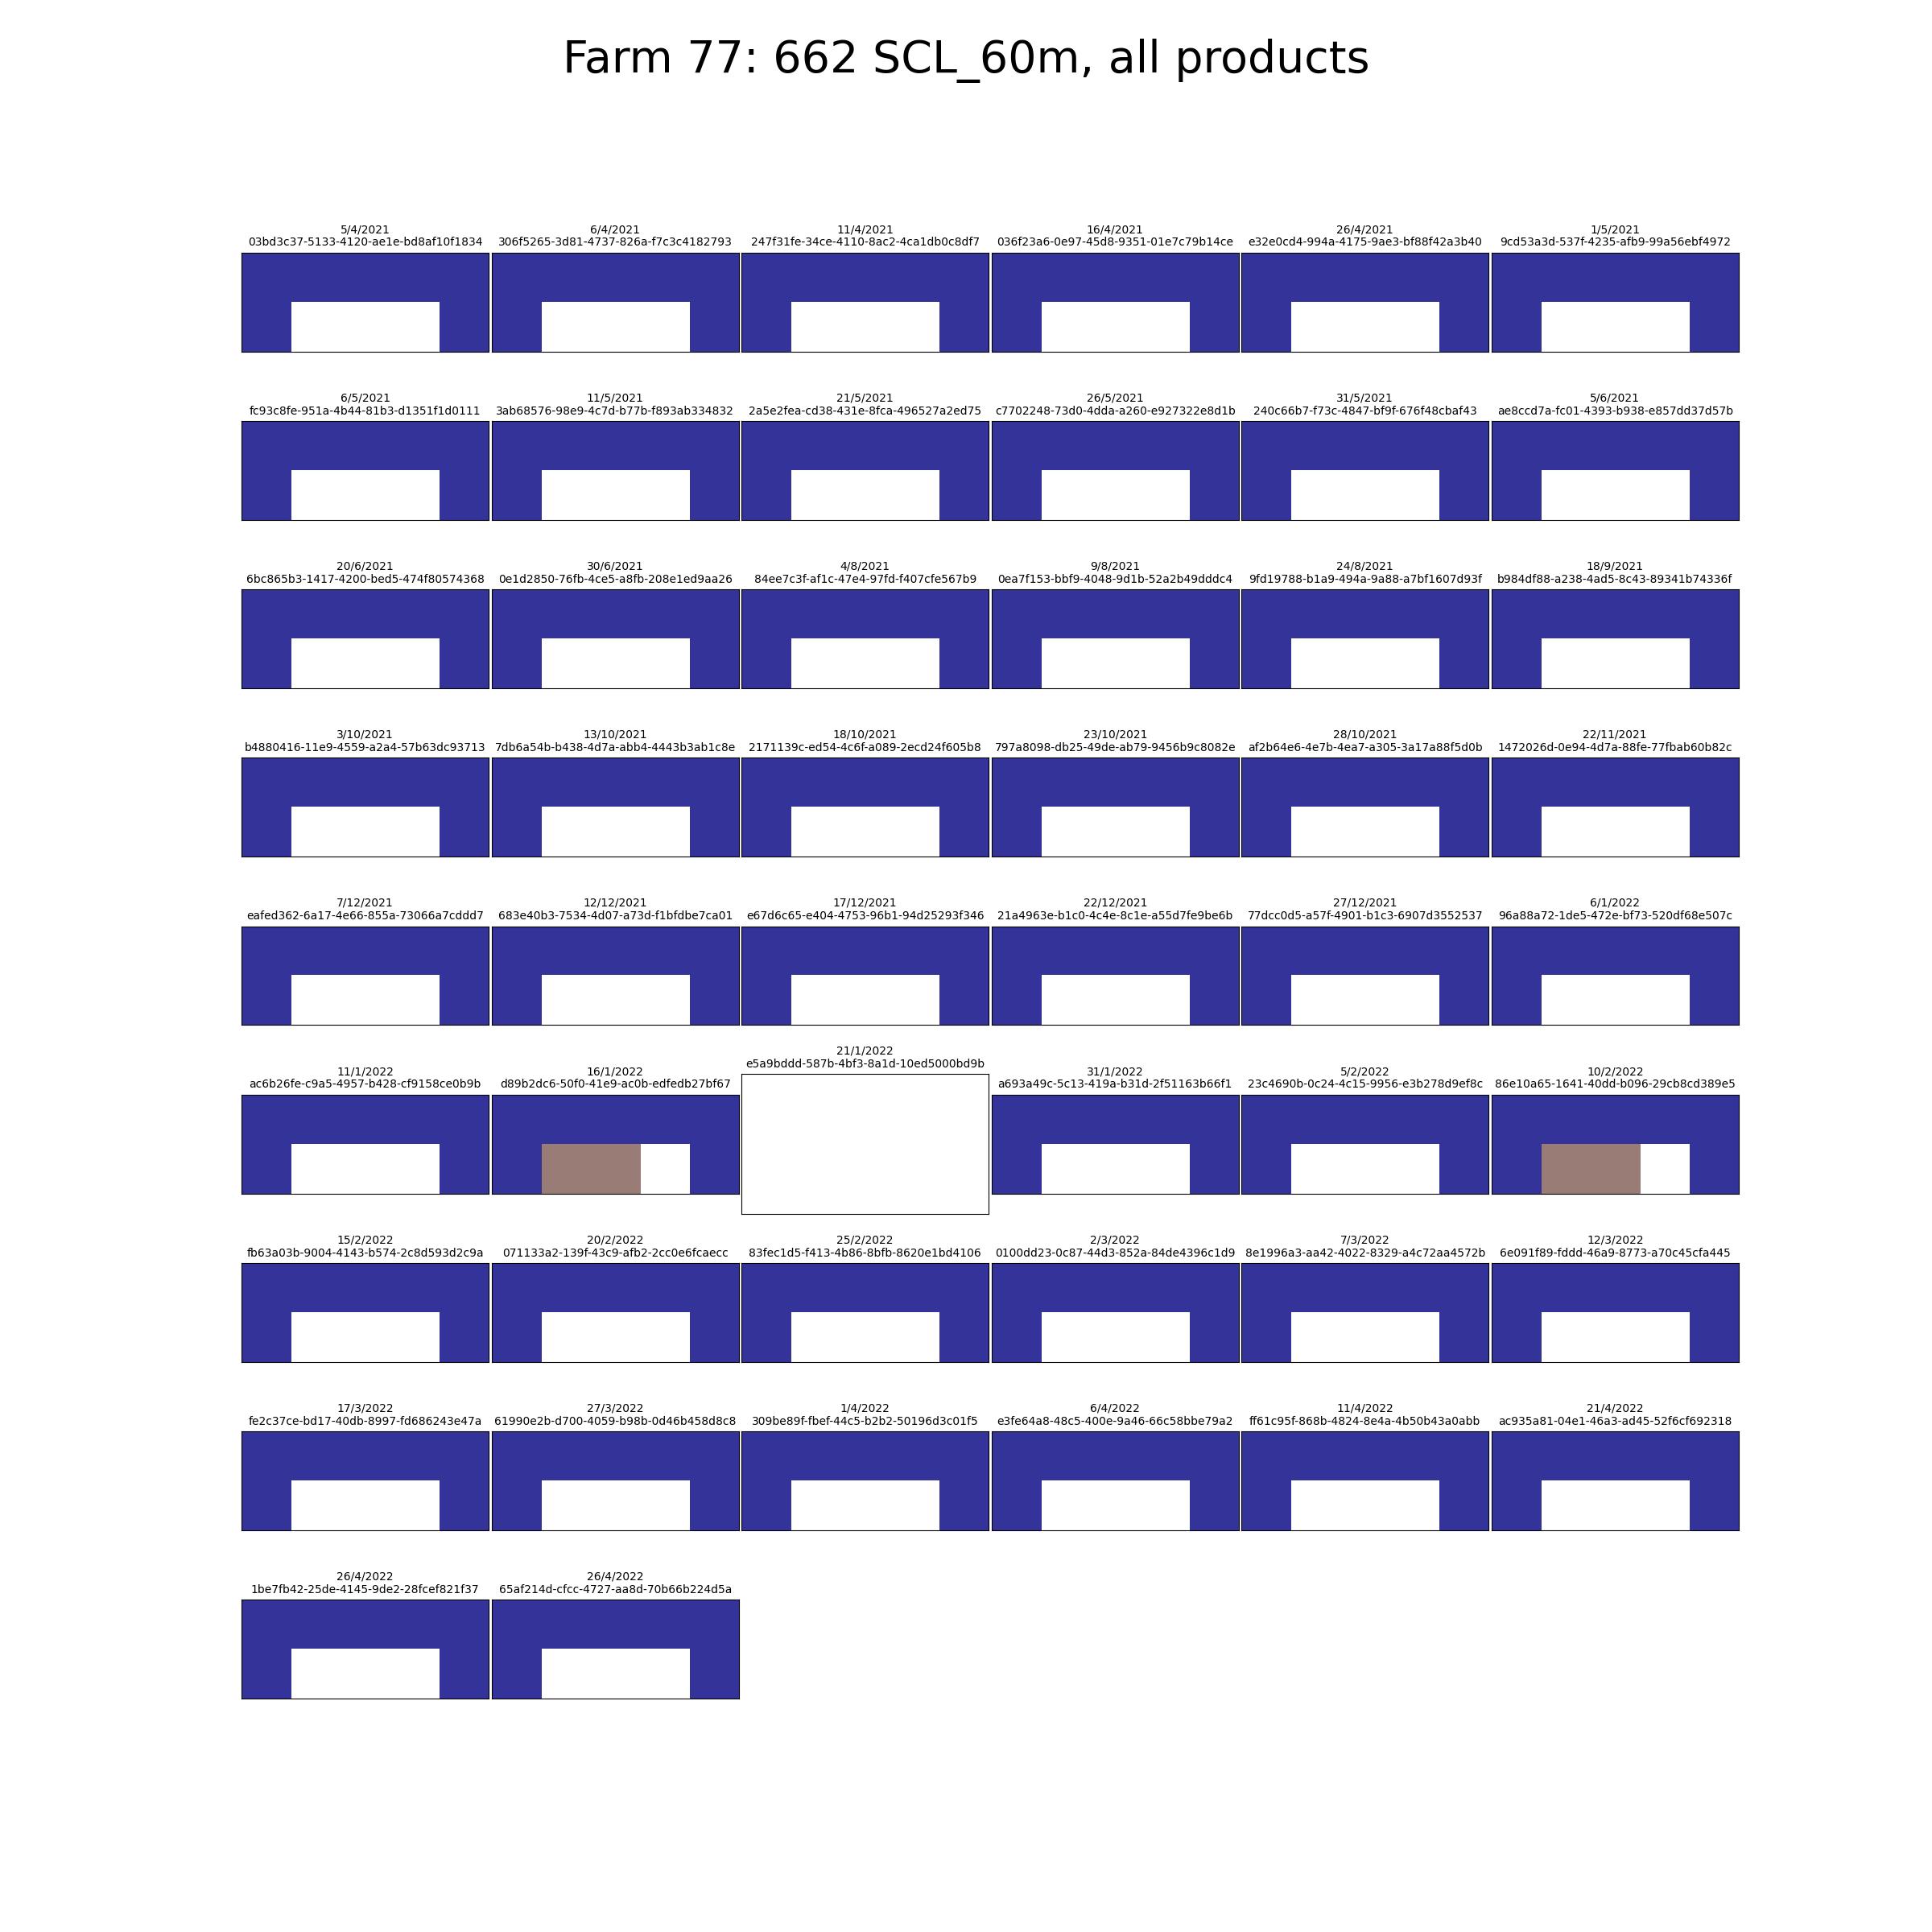 Farm 77: 662 SCL_60m, all products
5/4/2021
03bd3c37-5133-4120-ae1e-bd8af10f1834
6/4/2021
306f5265-3d81-4737-826a-f7c3c4182793
11/4/2021
247f31fe-34ce-4110-8ac2-4ca1db0c8df7
16/4/2021
036f23a6-0e97-45d8-9351-01e7c79b14ce
26/4/2021
e32e0cd4-994a-4175-9ae3-bf88f42a3b40
1/5/2021
9cd53a3d-537f-4235-afb9-99a56ebf4972
6/5/2021
fc93c8fe-951a-4b44-81b3-d1351f1d0111
11/5/2021
3ab68576-98e9-4c7d-b77b-f893ab334832
21/5/2021
2a5e2fea-cd38-431e-8fca-496527a2ed75
26/5/2021
c7702248-73d0-4dda-a260-e927322e8d1b
31/5/2021
240c66b7-f73c-4847-bf9f-676f48cbaf43
5/6/2021
ae8ccd7a-fc01-4393-b938-e857dd37d57b
20/6/2021
6bc865b3-1417-4200-bed5-474f80574368
30/6/2021
0e1d2850-76fb-4ce5-a8fb-208e1ed9aa26
4/8/2021
84ee7c3f-af1c-47e4-97fd-f407cfe567b9
9/8/2021
0ea7f153-bbf9-4048-9d1b-52a2b49dddc4
24/8/2021
9fd19788-b1a9-494a-9a88-a7bf1607d93f
18/9/2021
b984df88-a238-4ad5-8c43-89341b74336f
3/10/2021
b4880416-11e9-4559-a2a4-57b63dc93713
13/10/2021
7db6a54b-b438-4d7a-abb4-4443b3ab1c8e
18/10/2021
2171139c-ed54-4c6f-a089-2ecd24f605b8
23/10/2021
797a8098-db25-49de-ab79-9456b9c8082e
28/10/2021
af2b64e6-4e7b-4ea7-a305-3a17a88f5d0b
22/11/2021
1472026d-0e94-4d7a-88fe-77fbab60b82c
7/12/2021
eafed362-6a17-4e66-855a-73066a7cddd7
12/12/2021
683e40b3-7534-4d07-a73d-f1bfdbe7ca01
17/12/2021
e67d6c65-e404-4753-96b1-94d25293f346
22/12/2021
21a4963e-b1c0-4c4e-8c1e-a55d7fe9be6b
27/12/2021
77dcc0d5-a57f-4901-b1c3-6907d3552537
6/1/2022
96a88a72-1de5-472e-bf73-520df68e507c
11/1/2022
ac6b26fe-c9a5-4957-b428-cf9158ce0b9b
16/1/2022
d89b2dc6-50f0-41e9-ac0b-edfedb27bf67
21/1/2022
e5a9bddd-587b-4bf3-8a1d-10ed5000bd9b
31/1/2022
a693a49c-5c13-419a-b31d-2f51163b66f1
5/2/2022
23c4690b-0c24-4c15-9956-e3b278d9ef8c
10/2/2022
86e10a65-1641-40dd-b096-29cb8cd389e5
15/2/2022
fb63a03b-9004-4143-b574-2c8d593d2c9a
20/2/2022
071133a2-139f-43c9-afb2-2cc0e6fcaecc
25/2/2022
83fec1d5-f413-4b86-8bfb-8620e1bd4106
2/3/2022
0100dd23-0c87-44d3-852a-84de4396c1d9
7/3/2022
8e1996a3-aa42-4022-8329-a4c72aa4572b
12/3/2022
6e091f89-fddd-46a9-8773-a70c45cfa445
17/3/2022
fe2c37ce-bd17-40db-8997-fd686243e47a
27/3/2022
61990e2b-d700-4059-b98b-0d46b458d8c8
1/4/2022
309be89f-fbef-44c5-b2b2-50196d3c01f5
6/4/2022
e3fe64a8-48c5-400e-9a46-66c58bbe79a2
11/4/2022
ff61c95f-868b-4824-8e4a-4b50b43a0abb
21/4/2022
ac935a81-04e1-46a3-ad45-52f6cf692318
26/4/2022
1be7fb42-25de-4145-9de2-28fcef821f37
26/4/2022
65af214d-cfcc-4727-aa8d-70b66b224d5a